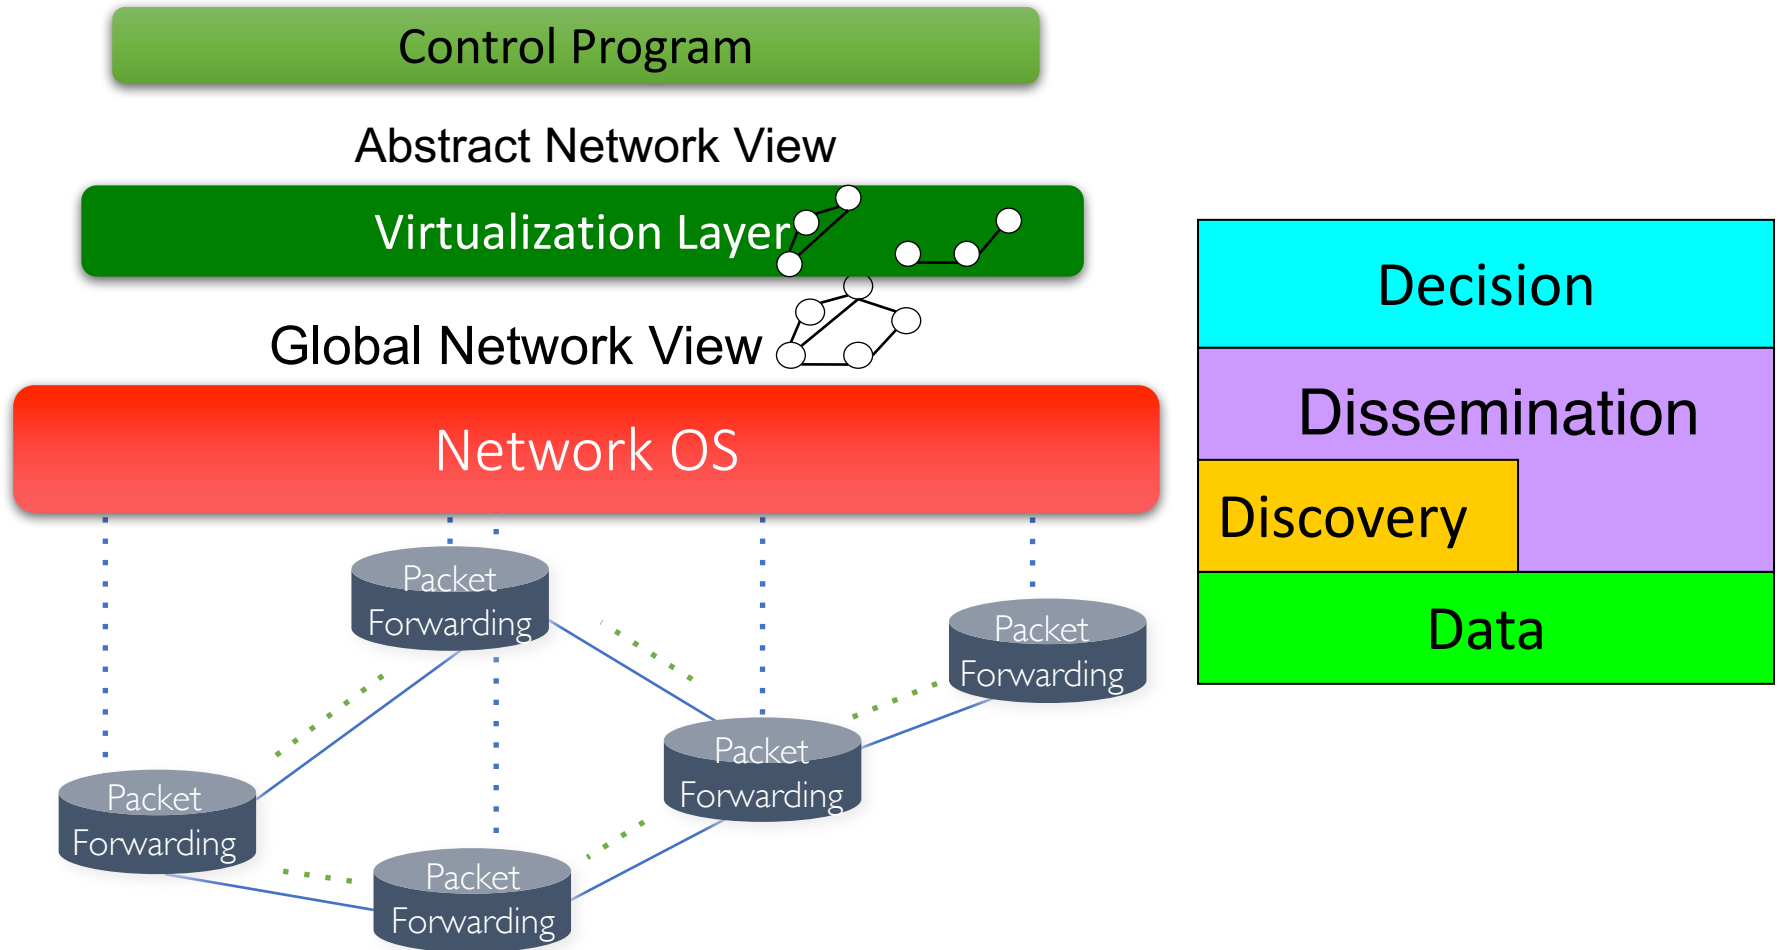 Control Program
Abstract Network View
Virtualization Layer
Global Network View
Network OS
Packet
Forwarding
Packet
Forwarding
Packet
Forwarding
Packet
Forwarding
Packet
Forwarding
Decision
Dissemination
Discovery
Data